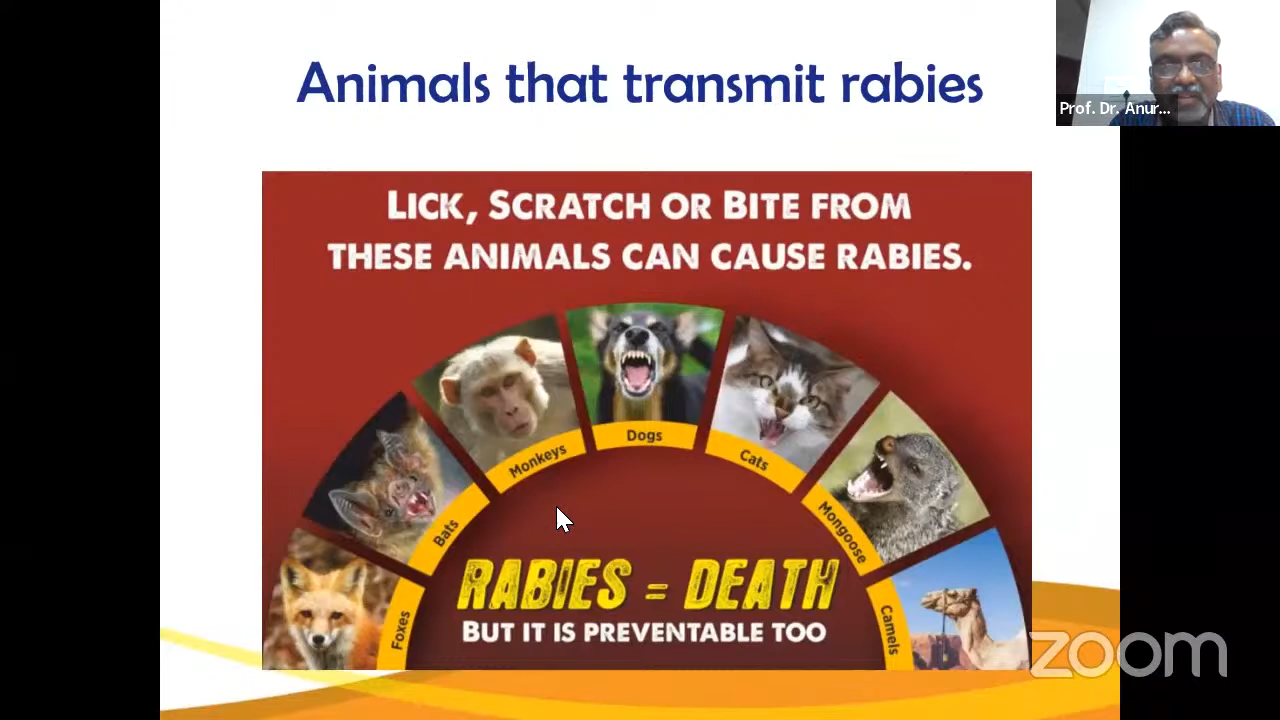 Animals that transmit rabies
Prof. Dr. Anur...
LICK, SCRATCH OR BITE FROM
THESE ANIMALS CAN CAUSE RABIES.
Foxes
Bats
Monkeys
Dogs
Cats
Mongoose
Camels
RABIES = DEATH
BUT IT IS PREVENTABLE TOO
zoom